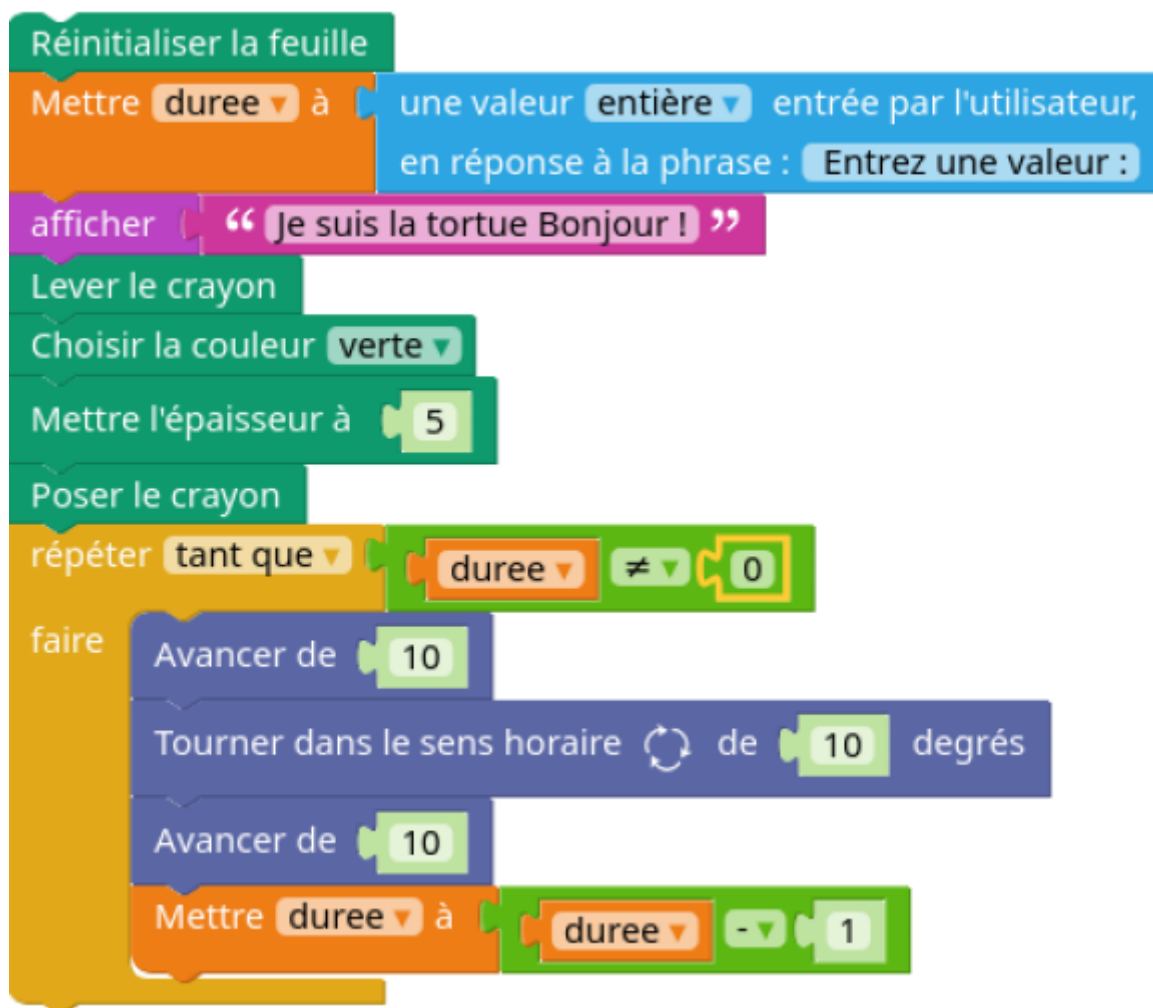 Réinitialiser la feuille
Mettre duree ▾ à une valeur entière ▾ entrée par l'utilisateur,
en réponse à la phrase : Entrez une valeur :
afficher “ Je suis la tortue Bonjour ! ”
Lever le crayon
Choisir la couleur verte ▾
Mettre l'épaisseur à 5
Poser le crayon
répéter tant que ▾ duree ▾ ≠ ▾ 0
faire Avancer de 10
Tourner dans le sens horaire de 10 degrés
Avancer de 10
Mettre duree ▾ à duree ▾ - ▾ 1